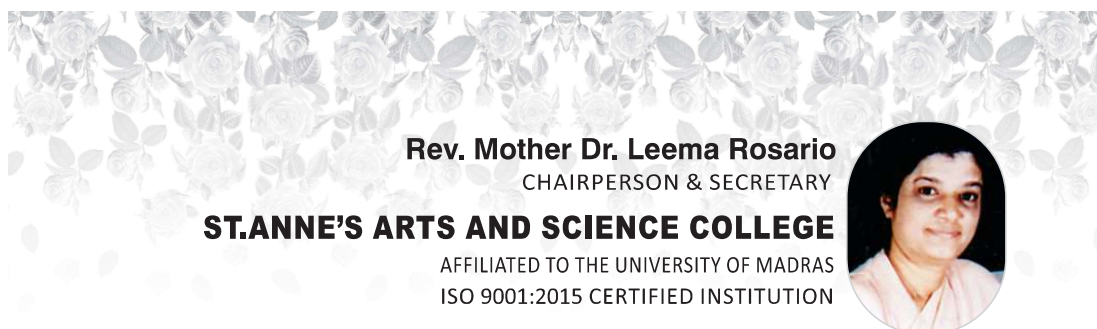 Rev. Mother Dr. Leema Rosario
CHAIRPERSON & SECRETARY
ST.ANNE'S ARTS AND SCIENCE COLLEGE
AFFILIATED TO THE UNIVERSITY OF MADRAS
ISO 9001:2015 CERTIFIED INSTITUTION